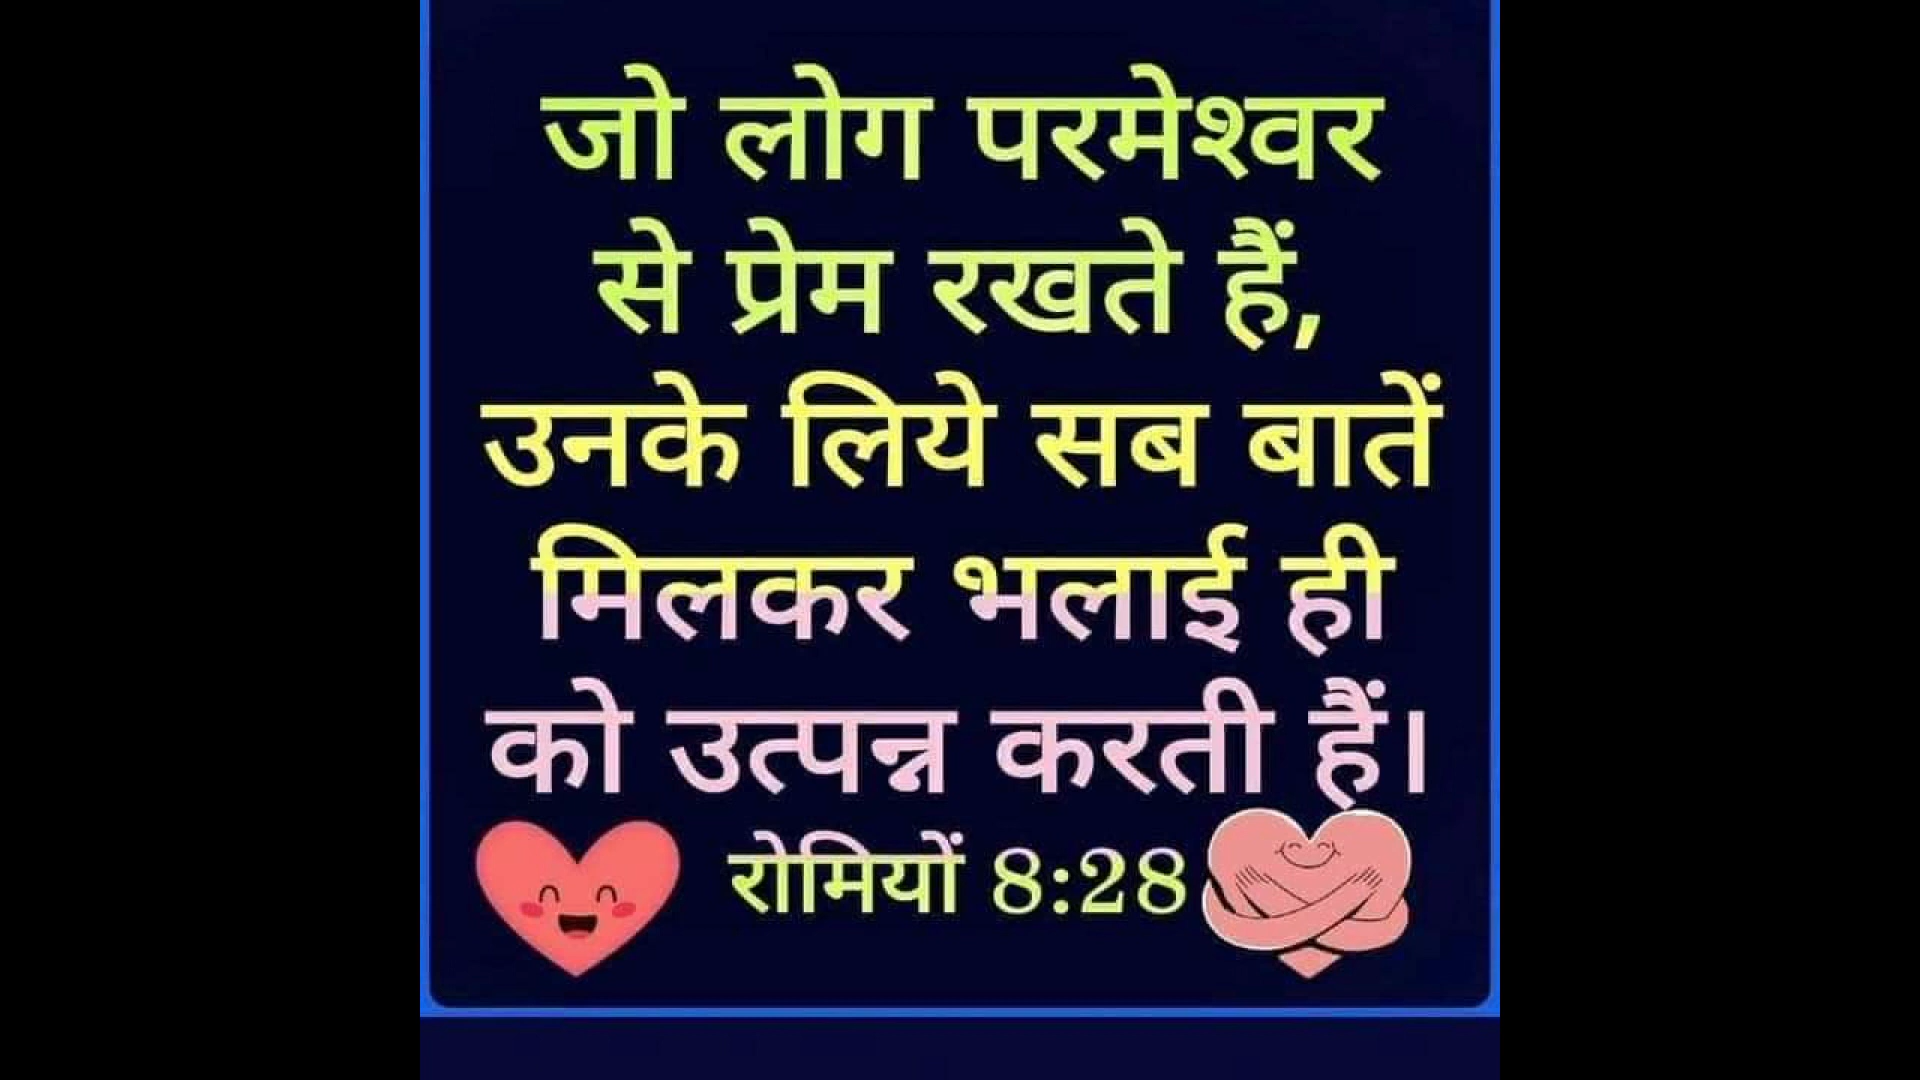 जो लोग परमेश्वर
से प्रेम रखते हैं,
उनके लिये सब बातें
मिलकर भलाई ही
को उत्पन्न करती हैं।
रोमियों 8:28